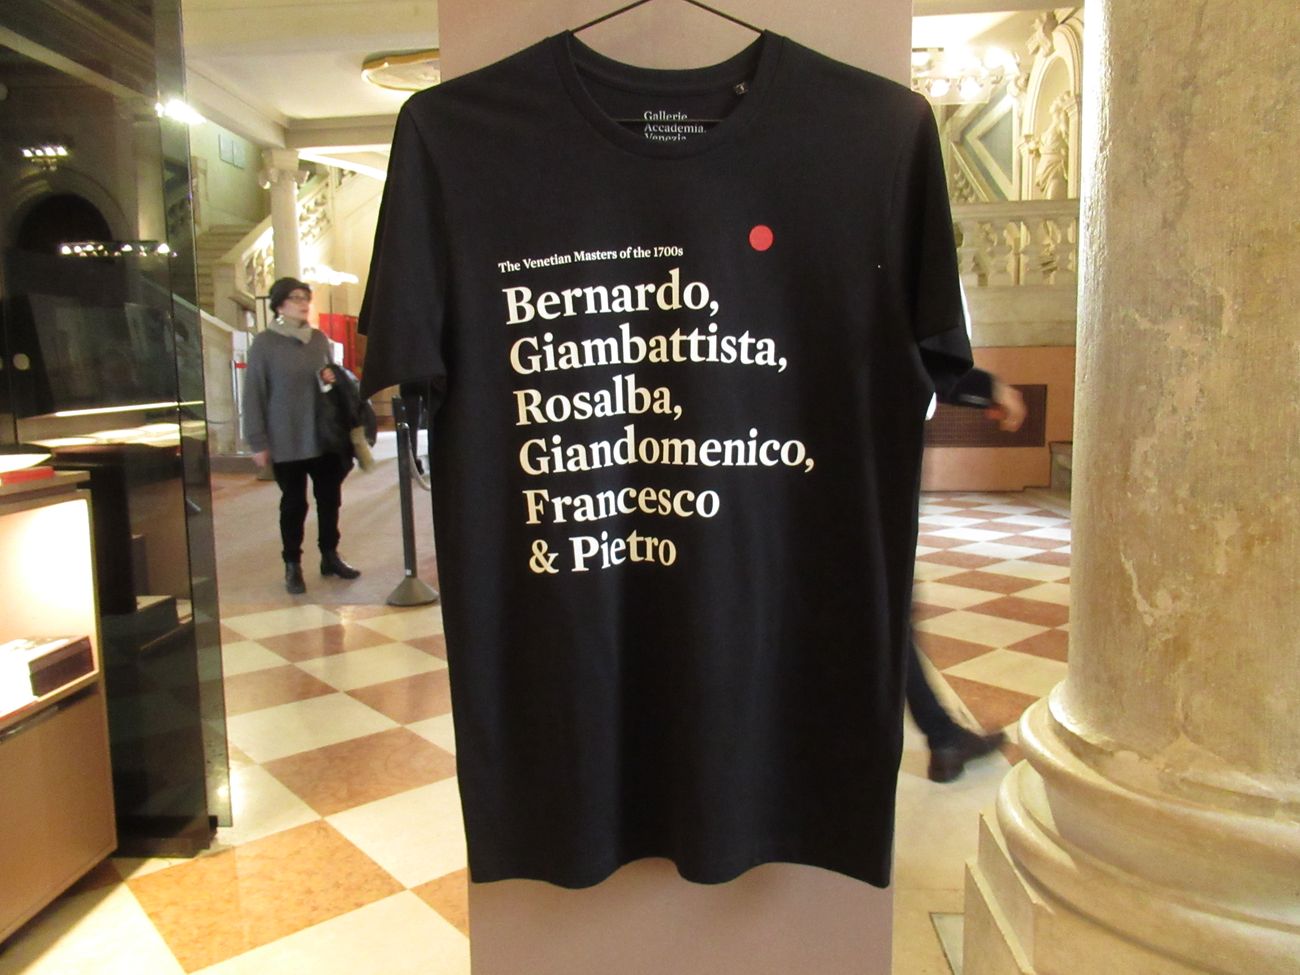 Gallerie
Accademia.
Venezia
The Venetian Masters of the 1700s
Bernardo,
Giambattista,
Rosalba,
Giandomenico,
Francesco
& Pietro